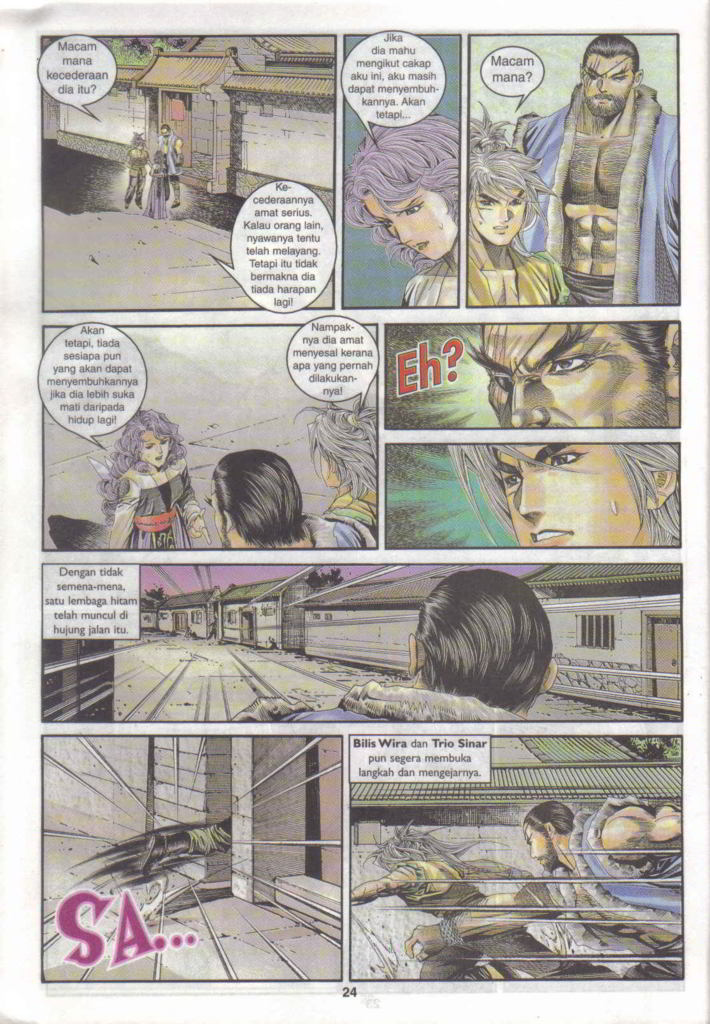 Macam
mana
kecederaan
dia itu?
Ke-
cederaannya
amat serius.
Kalau orang lain,
nyawanya tentu
telah melayang.
Tetapi itu tidak
bermakna dia
tiada harapan
lagi!
Jika
dia mahu
mengikut cakap
aku ini, aku masih
dapat menyembuh-
kannya. Akan
tetapi...
Macam
mana?
Akan
tetapi, tiada
sesiapa pun
yang akan dapat
menyembuhkannya
jika dia lebih suka
mati daripada
hidup lagi!
Nampak-
nya dia amat
menyesal kerana
apa yang pernah
dilakukan-
nya!
Eh?
Dengan tidak
semena-mena,
satu lembaga hitam
telah muncul di
hujung jalan itu.
SA...
Bilis Wira dan Trio Sinar
pun segera membuka
langkah dan mengejarnya.
24